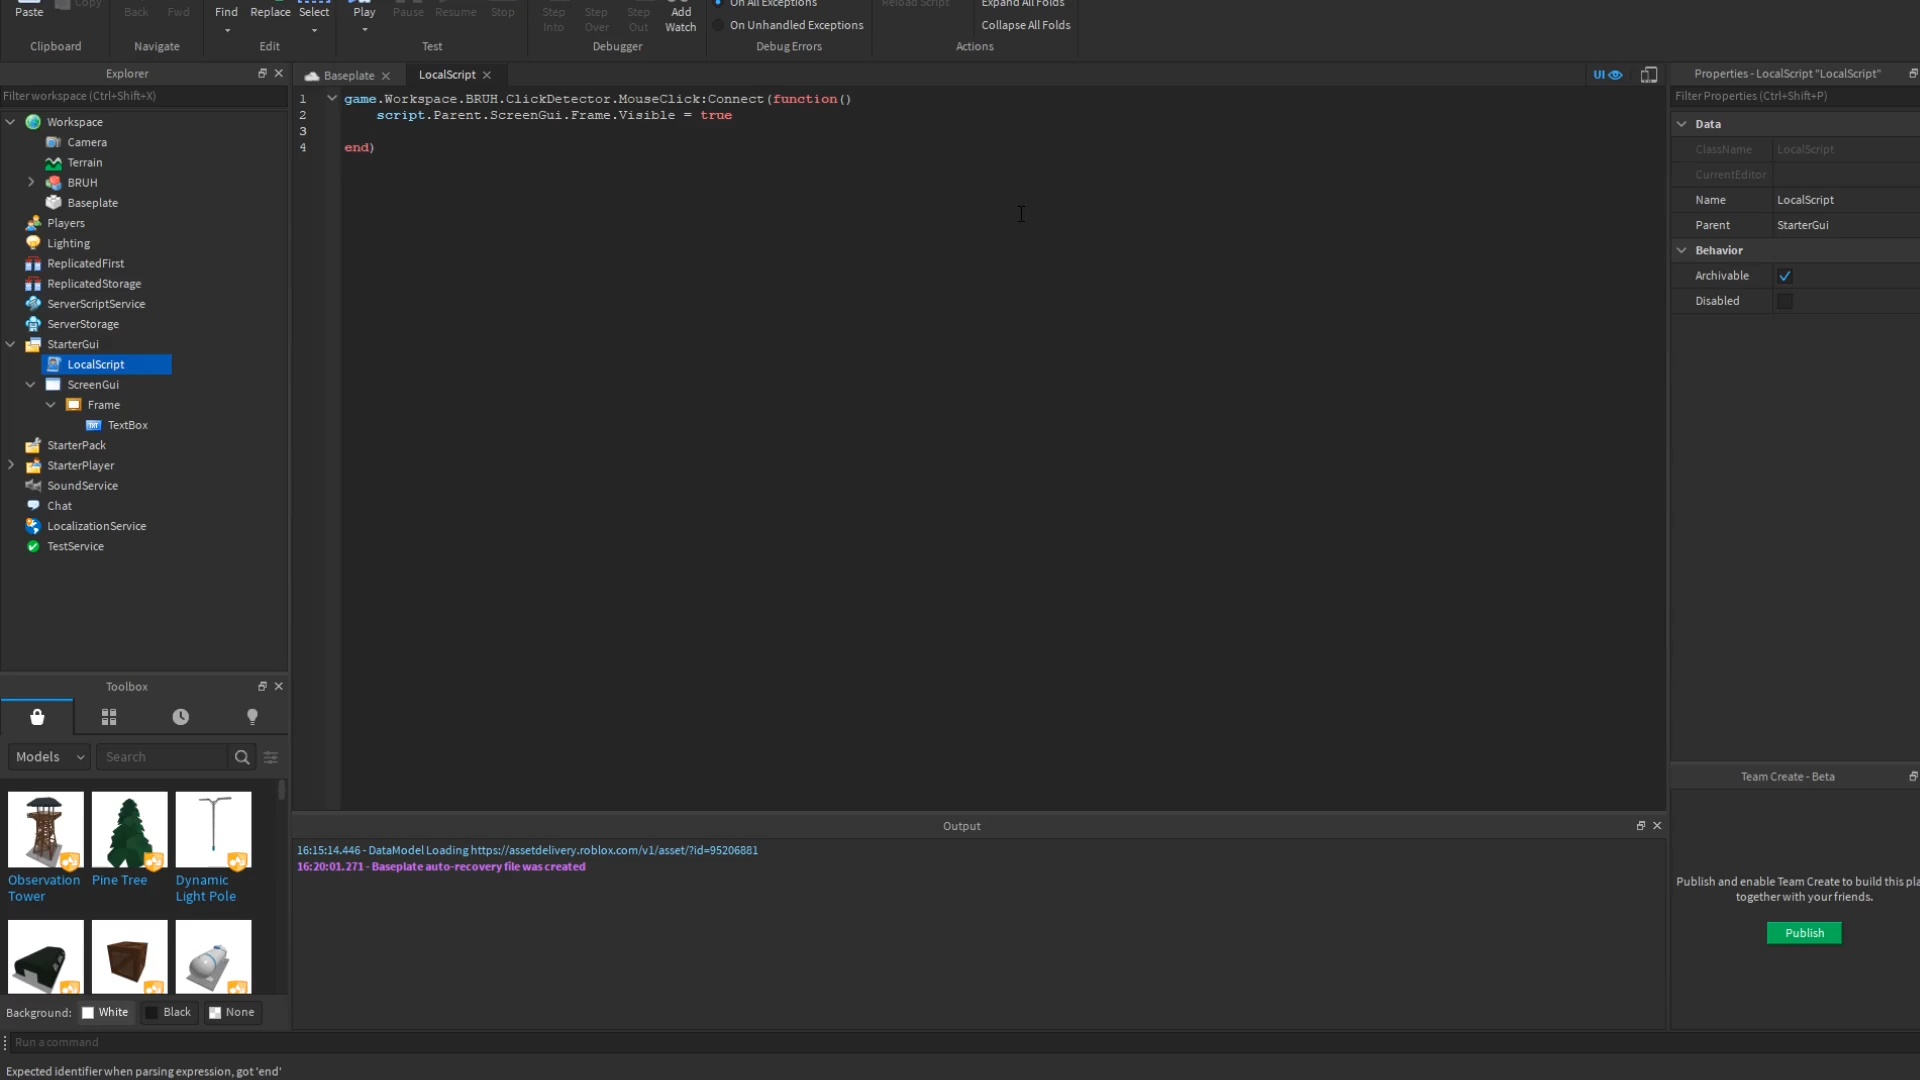 Paste
Copy
Clipboard
Back
Fwd
Navigate
Find
Replace
Select
Edit
Play
Pause
Resume
Stop
Test
Step Into
Step Over
Step Out
Add Watch
Debugger
On All Exceptions
On Unhandled Exceptions
Debug Errors
Reload Script
Expand All Folds
Collapse All Folds
Actions
Explorer
Filter workspace (Ctrl+Shift+X)
Workspace
Camera
Terrain
BRUH
Baseplate
Players
Lighting
ReplicatedFirst
ReplicatedStorage
ServerScriptService
ServerStorage
StarterGui
LocalScript
ScreenGui
Frame
TXT TextBox
StarterPack
StarterPlayer
SoundService
Chat
LocalizationService
TestService
Toolbox
Models
Search
Observation
Tower
Pine Tree
Dynamic
Light Pole
Background: White Black None
Baseplate
LocalScript
UI
1 game.Workspace.BRUH.ClickDetector.MouseClick:Connect(function()
2 script.Parent.ScreenGui.Frame.Visible = true
3
4 end)
Output
16:15:14.446 - DataModel Loading https://assetdelivery.roblox.com/v1/asset/?id=95206881
16:20:01.271 - Baseplate auto-recovery file was created
Properties - LocalScript "LocalScript"
Filter Properties (Ctrl+Shift+P)
Data
ClassName LocalScript
CurrentEditor
Name LocalScript
Parent StarterGui
Behavior
Archivable
Disabled
Team Create - Beta
Publish and enable Team Create to build this pla
together with your friends.
Publish
Run a command
Expected identifier when parsing expression, got 'end'